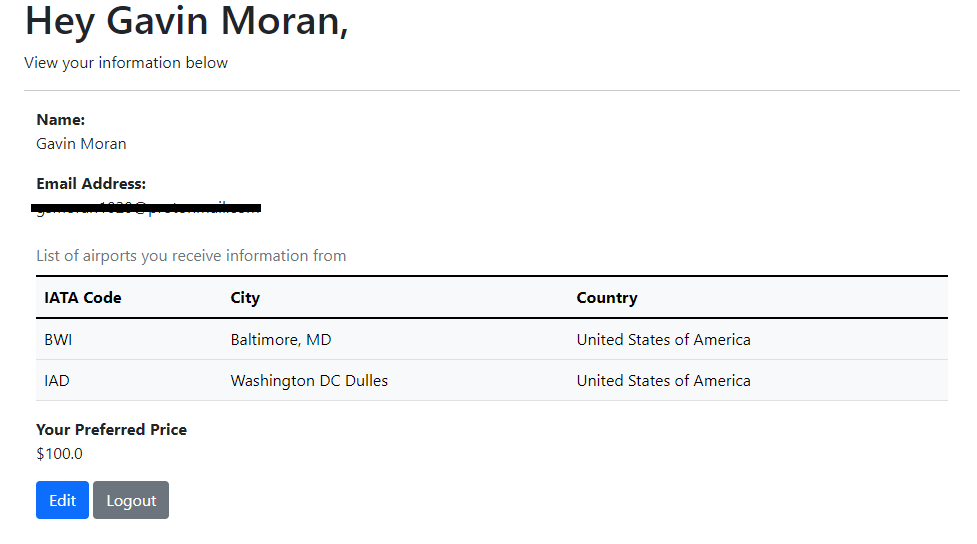 Hey Gavin Moran,
View your information below
Name:
Gavin Moran
Email Address:
List of airports you receive information from
IATA Code City Country
BWI Baltimore, MD United States of America
IAD Washington DC Dulles United States of America
Your Preferred Price
$100.0
Edit Logout